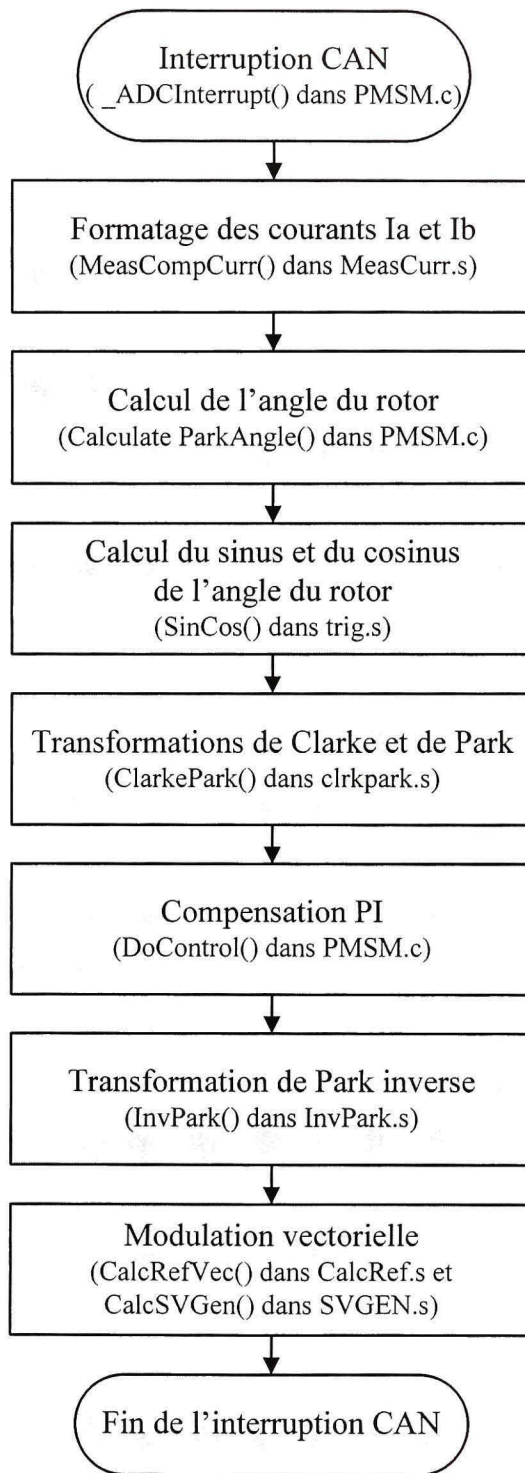 Interruption CAN
( _ADCInterrupt() dans PMSM.c)
Formatage des courants Ia et Ib
(MeasCompCurr() dans MeasCurr.s)
Calcul de l'angle du rotor
(Calculate ParkAngle() dans PMSM.c)
Calcul du sinus et du cosinus
de l'angle du rotor
(SinCos() dans trig.s)
Transformations de Clarke et de Park
(ClarkePark() dans clrkpark.s)
Compensation PI
(DoControl() dans PMSM.c)
Transformation de Park inverse
(InvPark() dans InvPark.s)
Modulation vectorielle
(CalcRefVec() dans CalcRef.s et
CalcSVGen() dans SVGEN.s)
Fin de l'interruption CAN